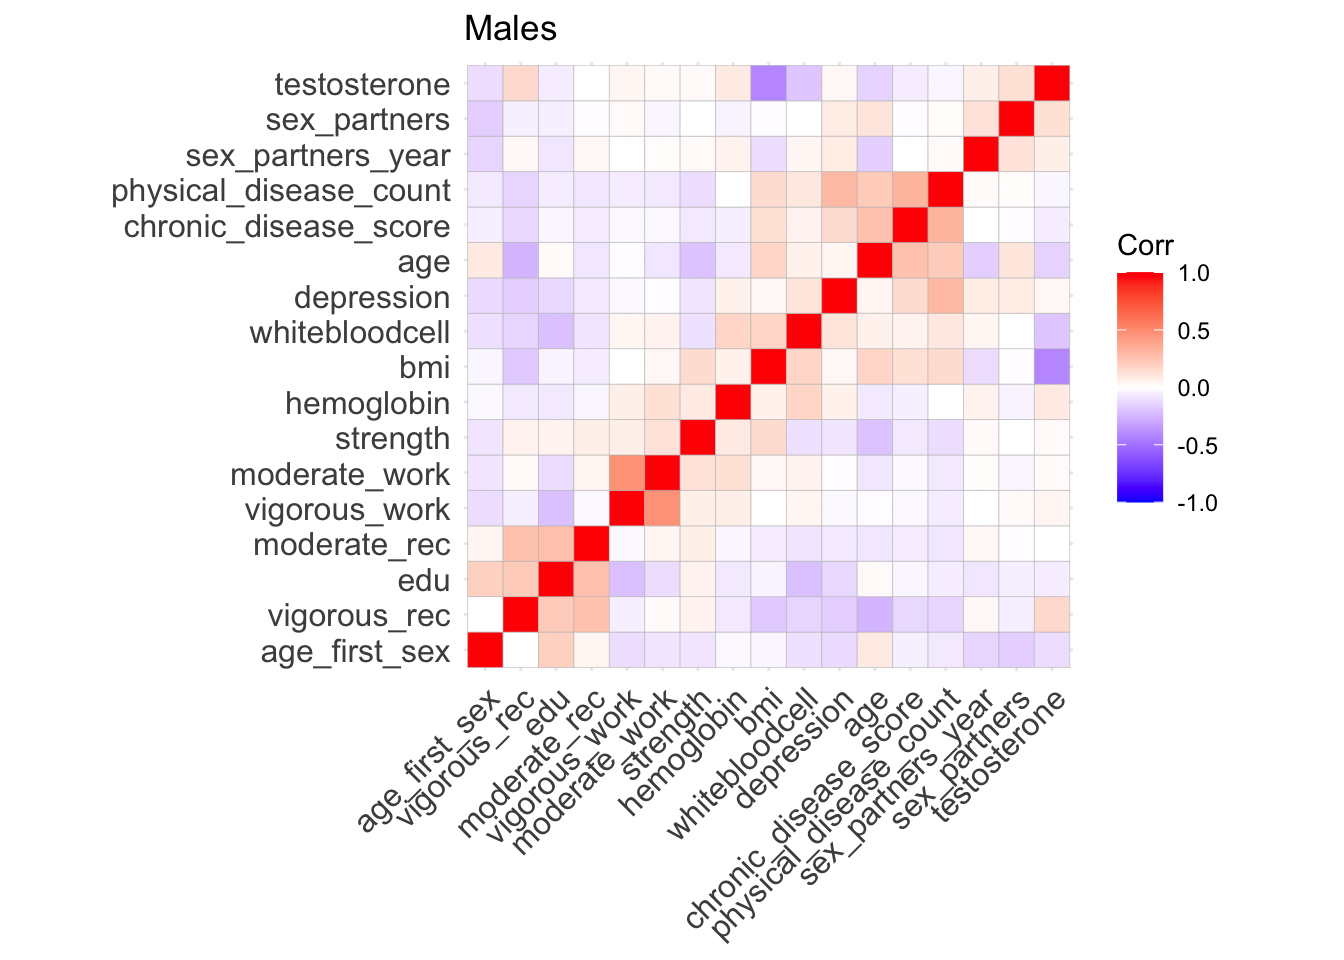 Males
testosterone
sex_partners
sex_partners_year
physical_disease_count
chronic_disease_score
age
depression
whitebloodcell
bmi
hemoglobin
strength
moderate_work
vigorous_work
moderate_rec
edu
vigorous_rec
age_first_sex
age_first_sex
vigorous_rec
edu
moderate_rec
vigorous_work
moderate_work
strength
hemoglobin
bmi
whitebloodcell
depression
age
chronic_disease_score
physical_disease_count
sex_partners_year
sex_partners
testosterone
Corr
1.0
0.5
0.0
-0.5
-1.0